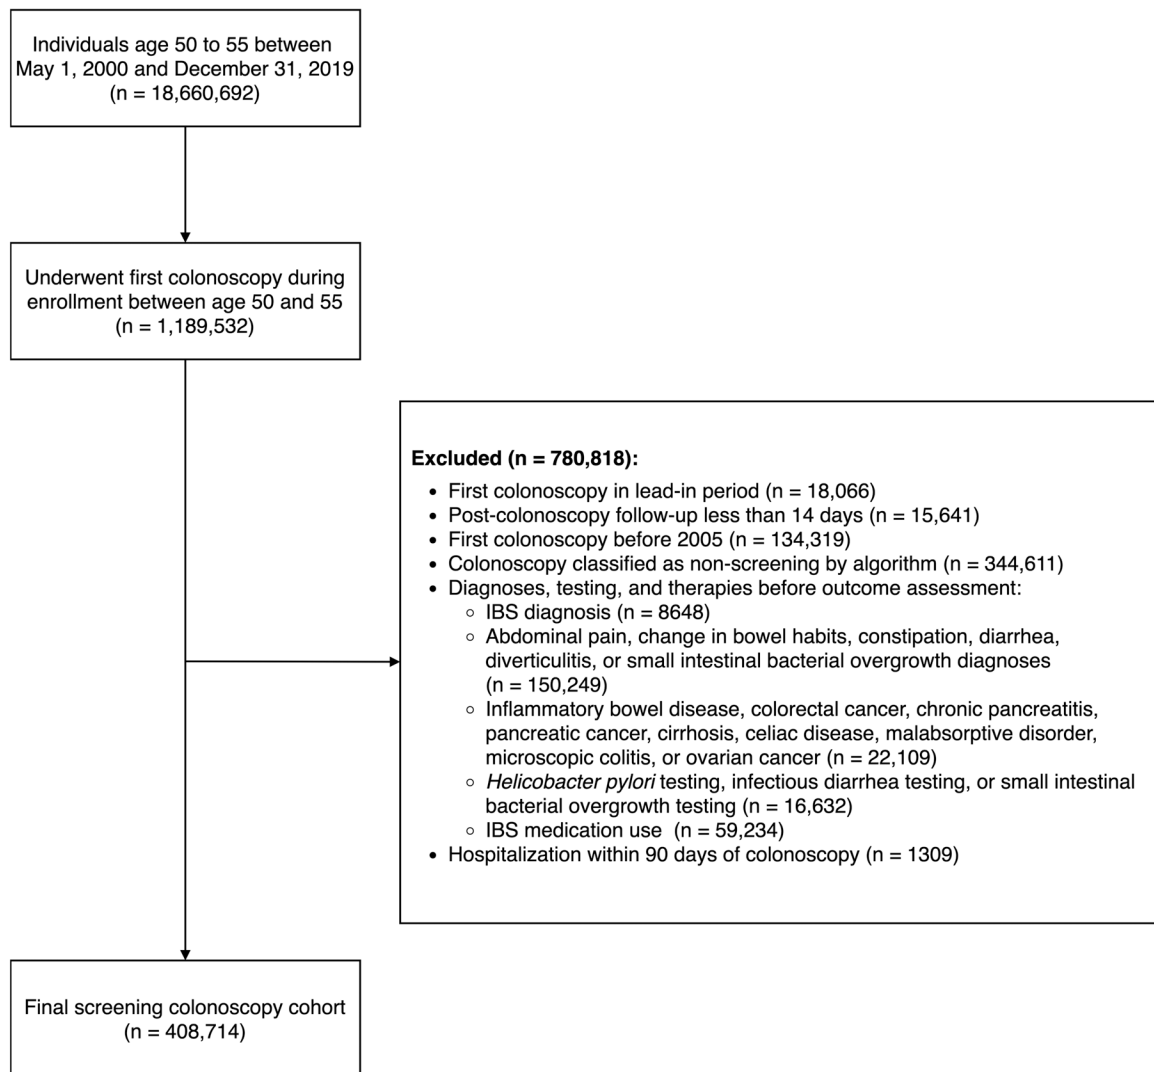 Individuals age 50 to 55 between
May 1, 2000 and December 31, 2019
(n = 18,660,692)
Underwent first colonoscopy during
enrollment between age 50 and 55
(n = 1,189,532)
Excluded (n = 780,818):
• First colonoscopy in lead-in period (n = 18,066)
• Post-colonoscopy follow-up less than 14 days (n = 15,641)
• First colonoscopy before 2005 (n = 134,319)
• Colonoscopy classified as non-screening by algorithm (n = 344,611)
• Diagnoses, testing, and therapies before outcome assessment:
○ IBS diagnosis (n = 8648)
○ Abdominal pain, change in bowel habits, constipation, diarrhea,
diverticulitis, or small intestinal bacterial overgrowth diagnoses
(n = 150,249)
○ Inflammatory bowel disease, colorectal cancer, chronic pancreatitis,
pancreatic cancer, cirrhosis, celiac disease, malabsorptive disorder,
microscopic colitis, or ovarian cancer (n = 22,109)
○ Helicobacter pylori testing, infectious diarrhea testing, or small intestinal
bacterial overgrowth testing (n = 16,632)
○ IBS medication use (n = 59,234)
• Hospitalization within 90 days of colonoscopy (n = 1309)
Final screening colonoscopy cohort
(n = 408,714)